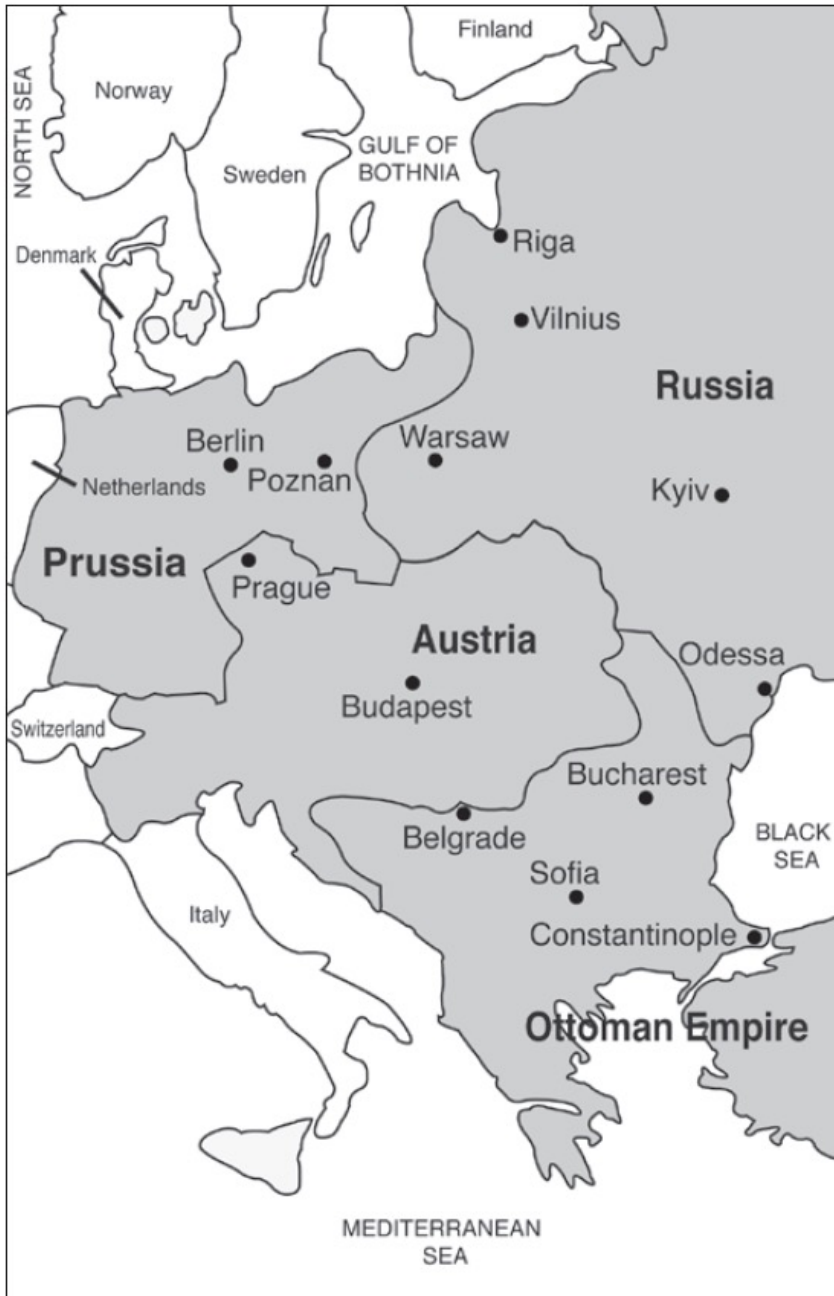 Finland
Norway
NORTH SEA
Sweden
GULF OF
BOTHNIA
Denmark
Riga
Vilnius
Russia
Berlin
Warsaw
Poznan
Netherlands
Kyiv
Prussia
Prague
Austria
Odessa
Budapest
Switzerland
Bucharest
Belgrade
BLACK
SEA
Sofia
Italy
Constantinople
Ottoman Empire
MEDITERRANEAN
SEA